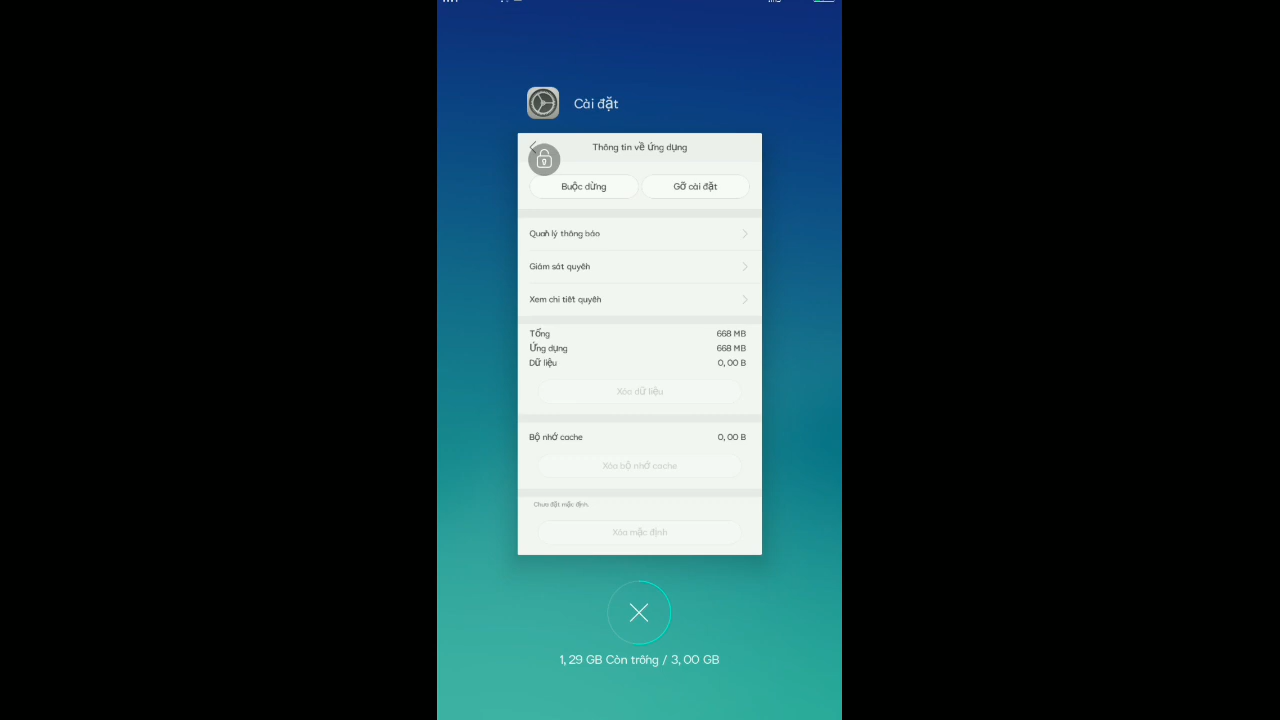 Cài đặt
Thông tin về ứng dụng
Buộc dừng
Gỡ cài đặt
Quản lý thông báo
Giám sát quyền
Xem chi tiết quyền
Tổng 668 MB
Ứng dụng 668 MB
Dữ liệu 0, 00 B
Xóa dữ liệu
Bộ nhớ cache 0, 00 B
Xóa bộ nhớ cache
Chưa đặt mặc định.
Xóa mặc định
1, 29 GB Còn trống / 3, 00 GB